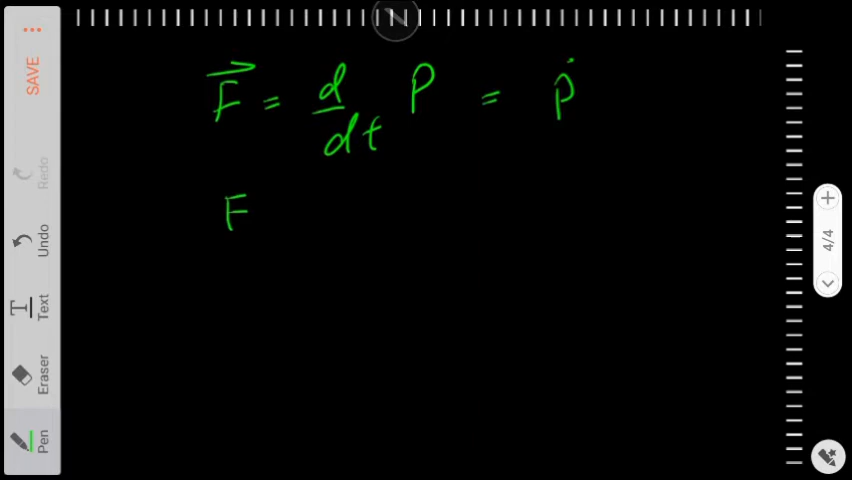 F⃗ = d/dt P = Ṗ
F
SAVE
Redo
Undo
Text
Eraser
Pen
4/4